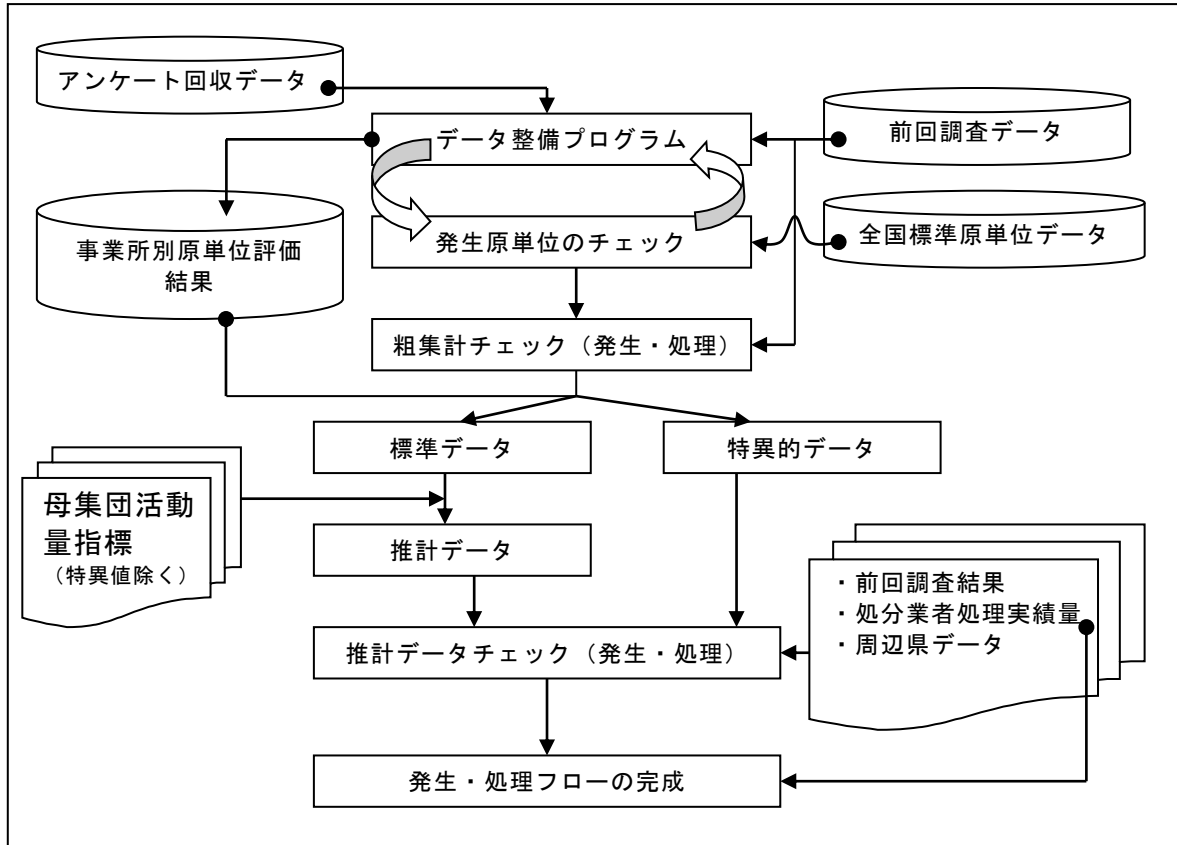 アンケート回収データ
データ整備プログラム
前回調査データ
発生原単位のチェック
全国標準原単位データ
事業所別原単位評価
結果
粗集計チェック（発生・処理）
標準データ
特異的データ
母集団活動
量指標
（特異値除く）
推計データ
・前回調査結果
・処分業者処理実績量
・周辺県データ
推計データチェック（発生・処理）
発生・処理フローの完成